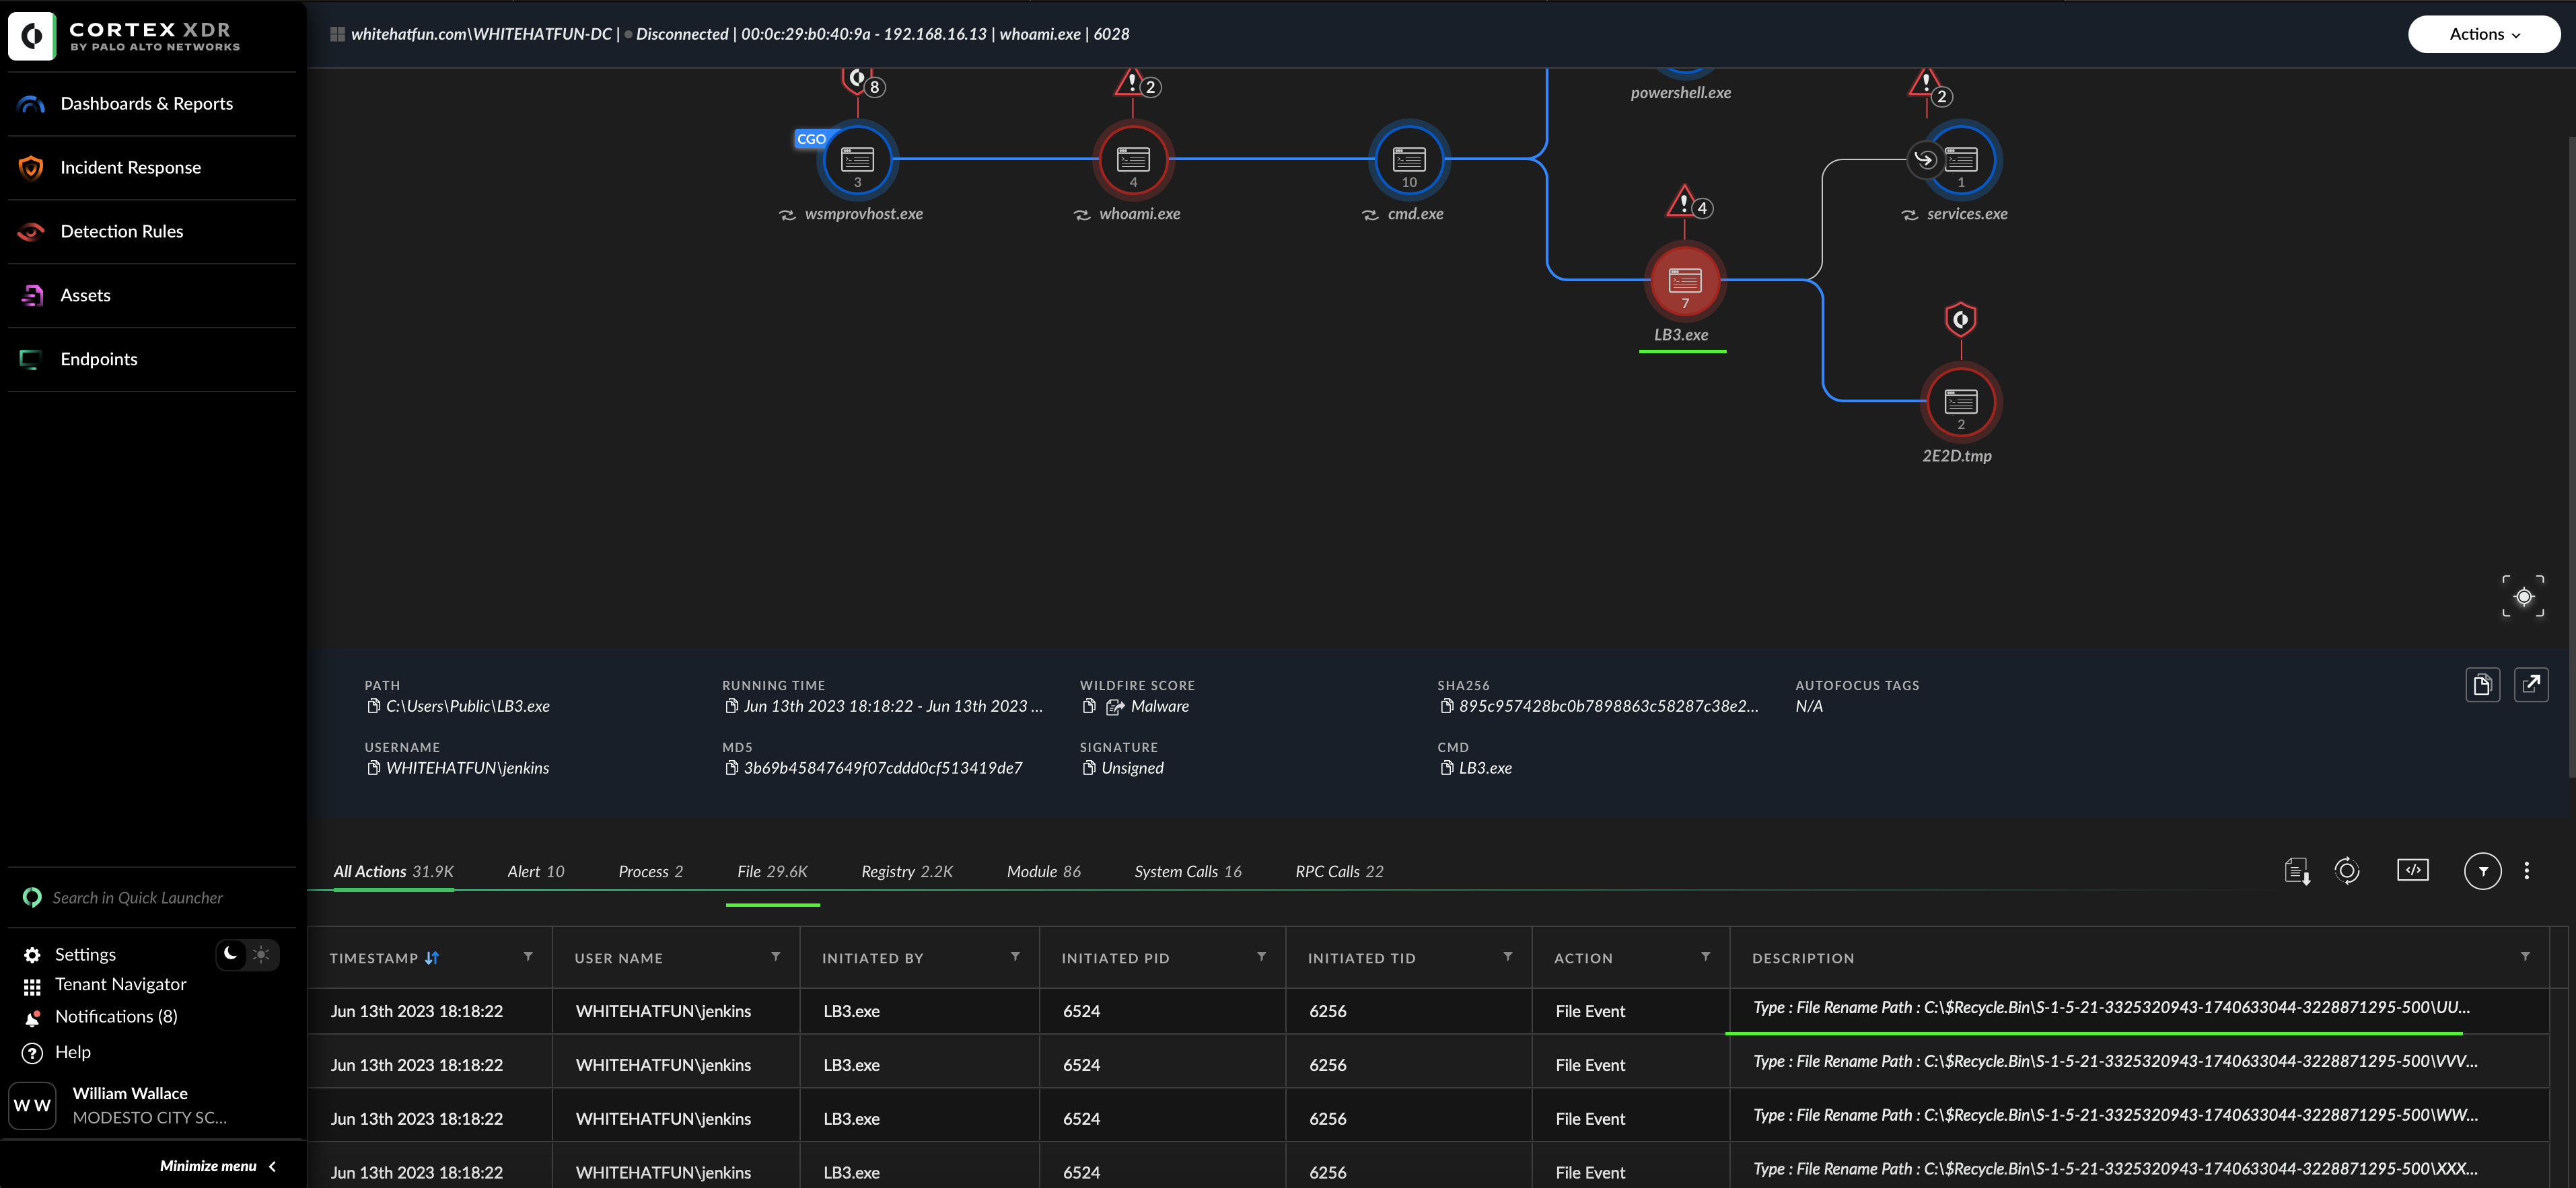 CORTEX XDR
BY PALO ALTO NETWORKS
Dashboards & Reports
Incident Response
Detection Rules
Assets
Endpoints
Search in Quick Launcher
Settings
Tenant Navigator
Notifications (8)
Help
W W
William Wallace
MODESTO CITY SC...
Minimize menu
whitehatfun.com\WHITEHATFUN-DC | Disconnected | 00:0c:29:b0:40:9a - 192.168.16.13 | whoami.exe | 6028
Actions
8
2
powershell.exe
2
CGO
3
4
10
1
wsmprovhost.exe
whoami.exe
cmd.exe
services.exe
4
7
LB3.exe
2
2E2D.tmp
PATH
C:\Users\Public\LB3.exe
RUNNING TIME
Jun 13th 2023 18:18:22 - Jun 13th 2023 ...
WILDFIRE SCORE
Malware
SHA256
895c957428bc0b7898863c58287c38e2...
AUTOFOCUS TAGS
N/A
USERNAME
WHITEHATFUN\jenkins
MD5
3b69b45847649f07cddd0cf513419de7
SIGNATURE
Unsigned
CMD
LB3.exe
All Actions 31.9K Alert 10 Process 2 File 29.6K Registry 2.2K Module 86 System Calls 16 RPC Calls 22
TIMESTAMP USER NAME INITIATED BY INITIATED PID INITIATED TID ACTION DESCRIPTION
Jun 13th 2023 18:18:22 WHITEHATFUN\jenkins LB3.exe 6524 6256 File Event Type : File Rename Path : C:\$Recycle.Bin\S-1-5-21-3325320943-1740633044-3228871295-500\UU...
Jun 13th 2023 18:18:22 WHITEHATFUN\jenkins LB3.exe 6524 6256 File Event Type : File Rename Path : C:\$Recycle.Bin\S-1-5-21-3325320943-1740633044-3228871295-500\VVV...
Jun 13th 2023 18:18:22 WHITEHATFUN\jenkins LB3.exe 6524 6256 File Event Type : File Rename Path : C:\$Recycle.Bin\S-1-5-21-3325320943-1740633044-3228871295-500\WW...
Jun 13th 2023 18:18:22 WHITEHATFUN\jenkins LB3.exe 6524 6256 File Event Type : File Rename Path : C:\$Recycle.Bin\S-1-5-21-3325320943-1740633044-3228871295-500\XXX...